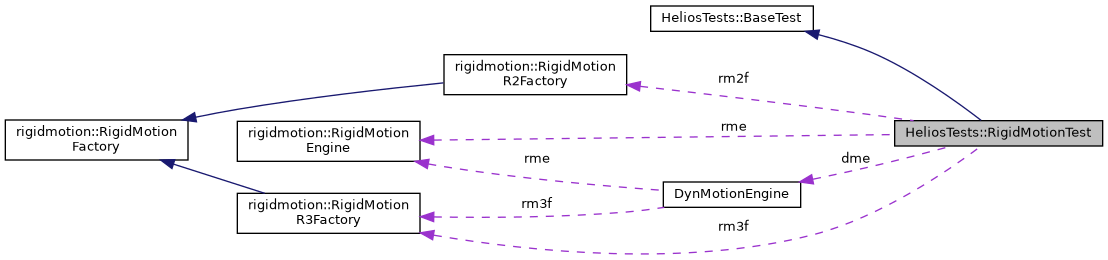 HeliosTests::BaseTest
rigidmotion::RigidMotion
R2Factory
rm2f
rigidmotion::RigidMotion
Factory
rigidmotion::RigidMotion
Engine
rme
HeliosTests::RigidMotionTest
rme
dme
DynMotionEngine
rigidmotion::RigidMotion
R3Factory
rm3f
rm3f